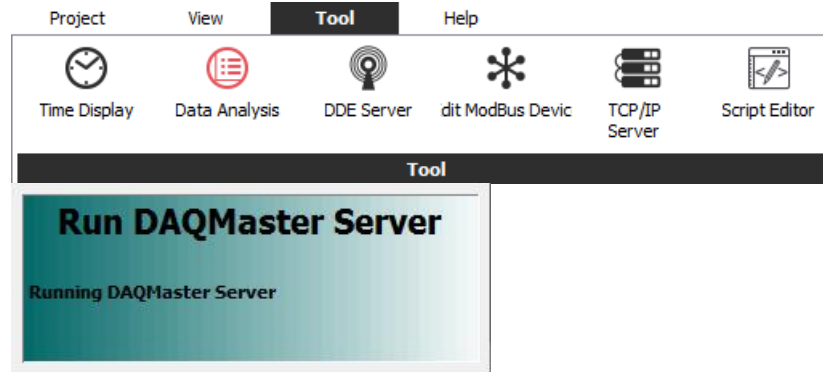 Project View Tool Help
Time Display Data Analysis DDE Server dit ModBus Devic TCP/IP Server Script Editor
Tool
Run DAQMaster Server
Running DAQMaster Server